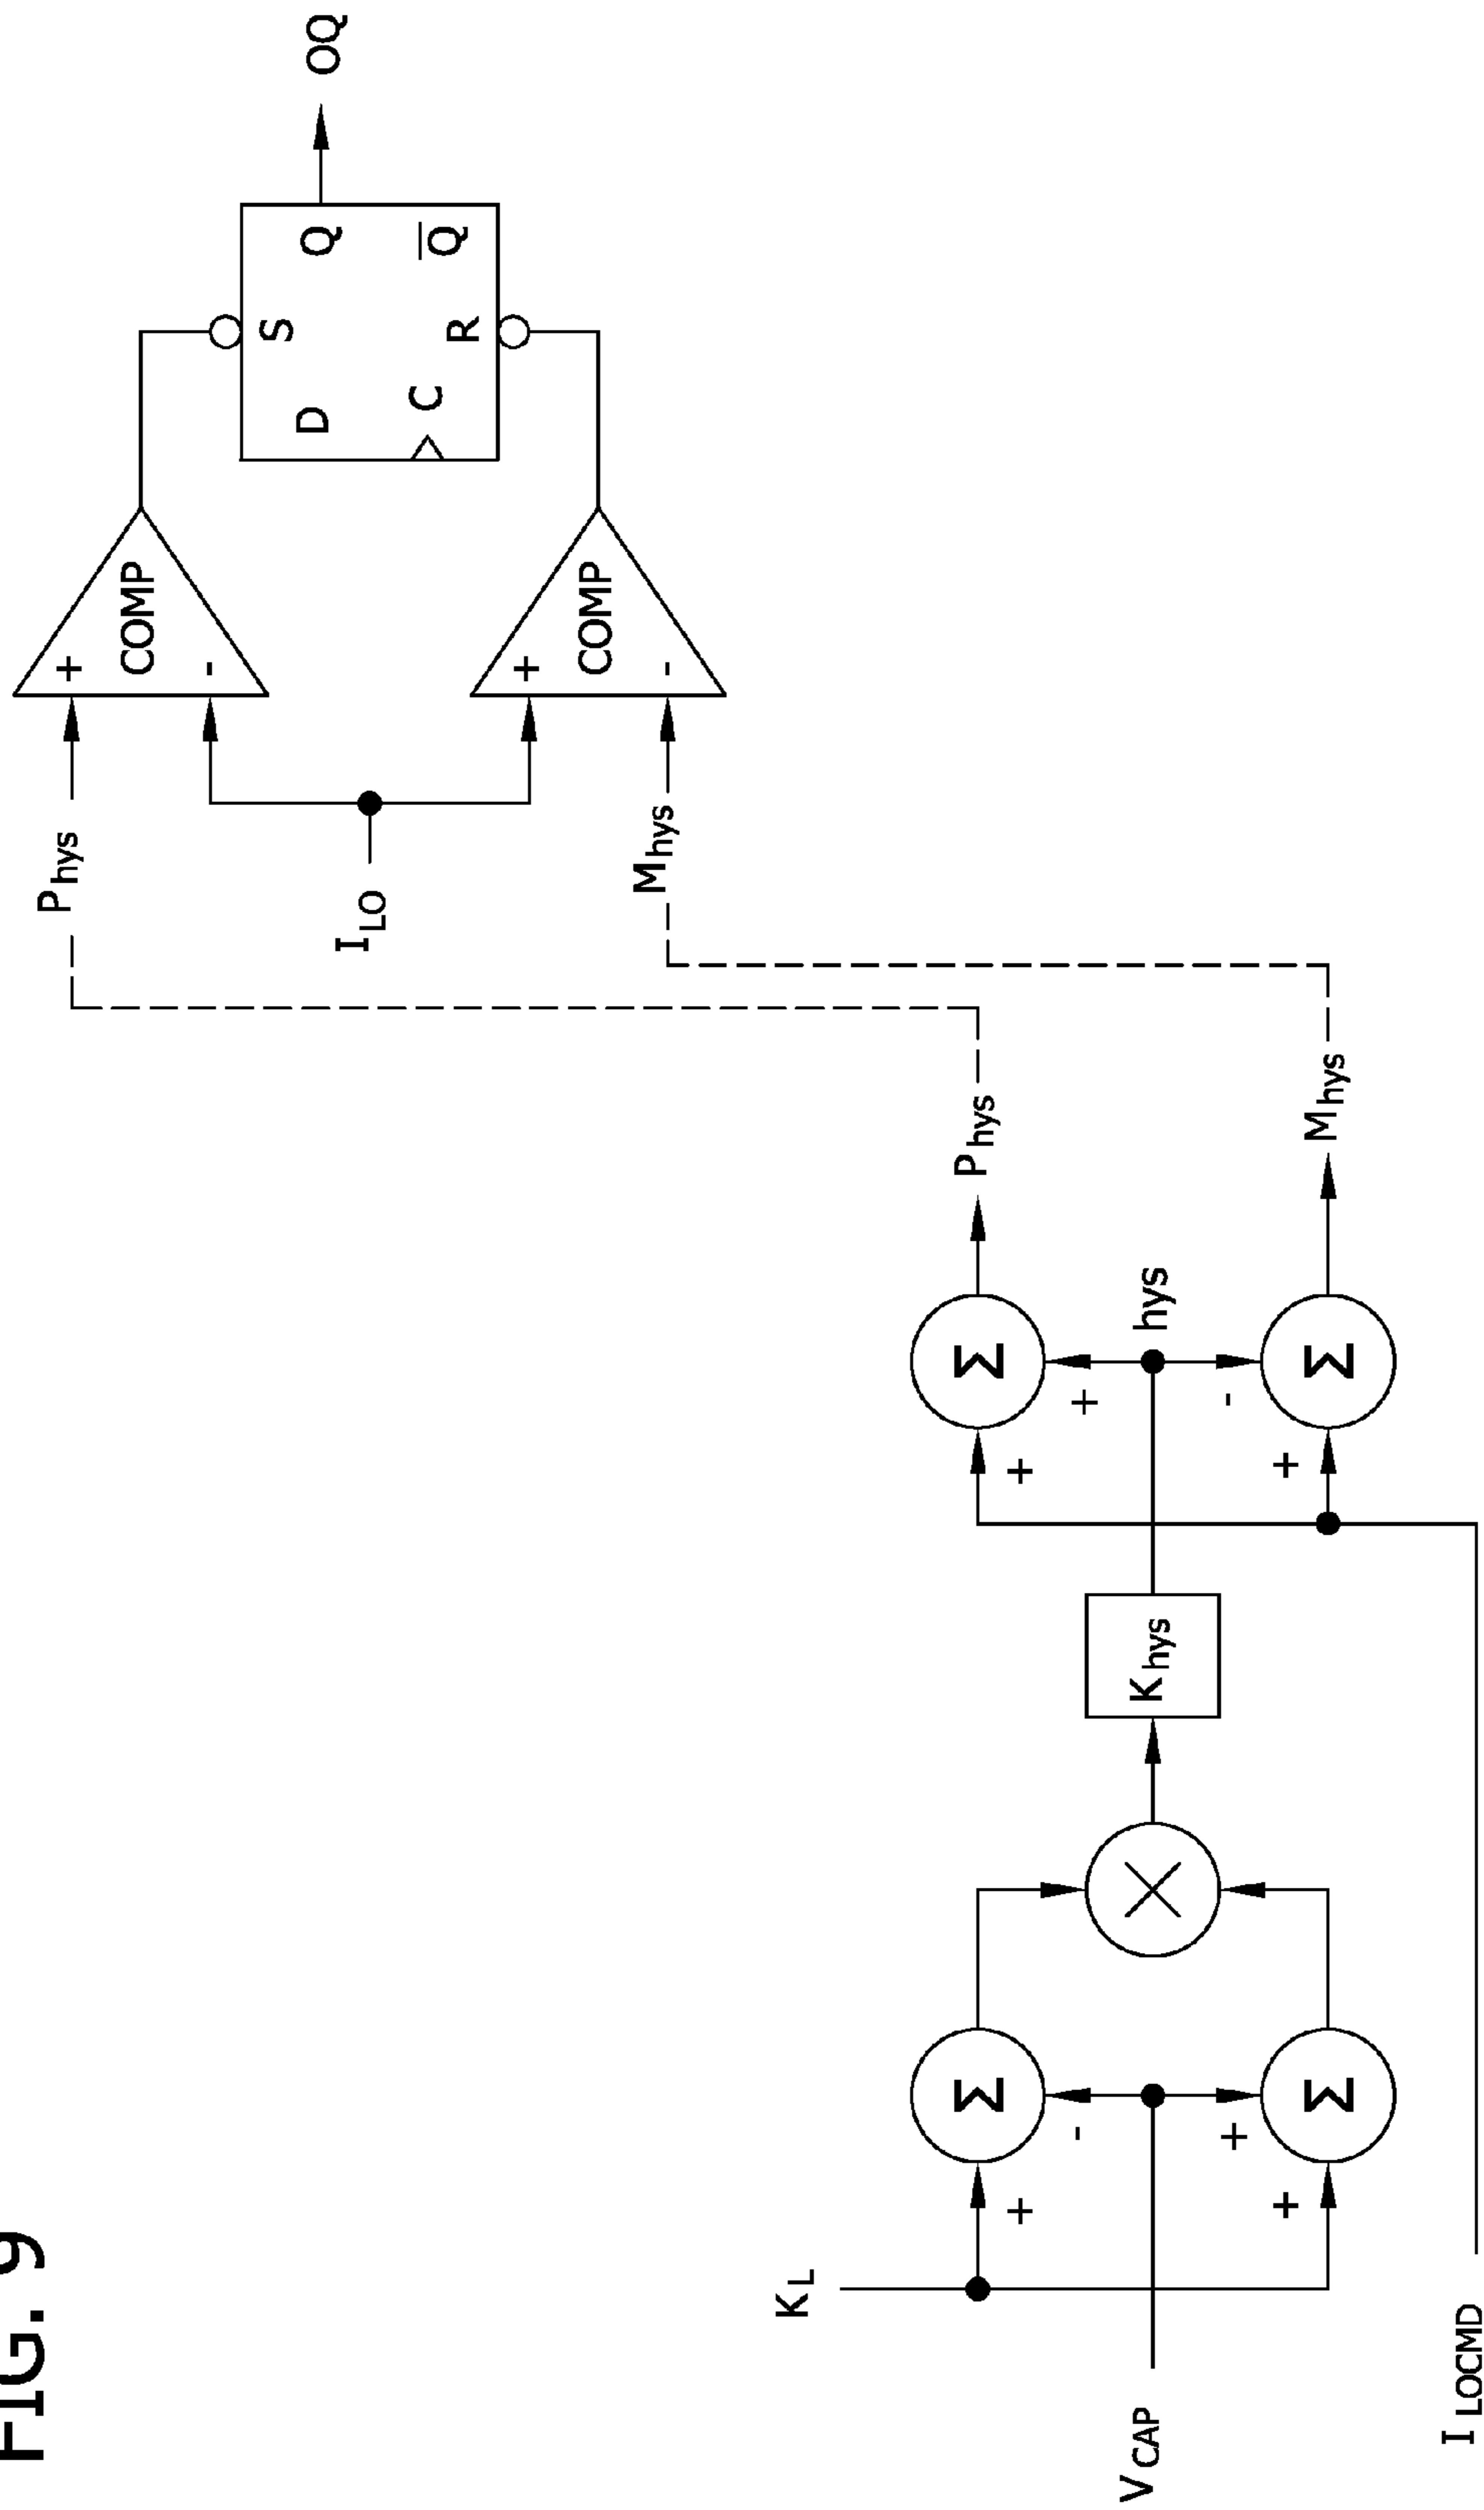 FIG. 9
OQ
Q
S
D
Q
R
C
COMP
+
-
COMP
+
-
Phys
ILO
Mhys
Phys
Mhys
hys
Σ
Σ
+
+
-
+
Khys
Σ
Σ
+
-
+
+
KL
VCAP
ILOCMD